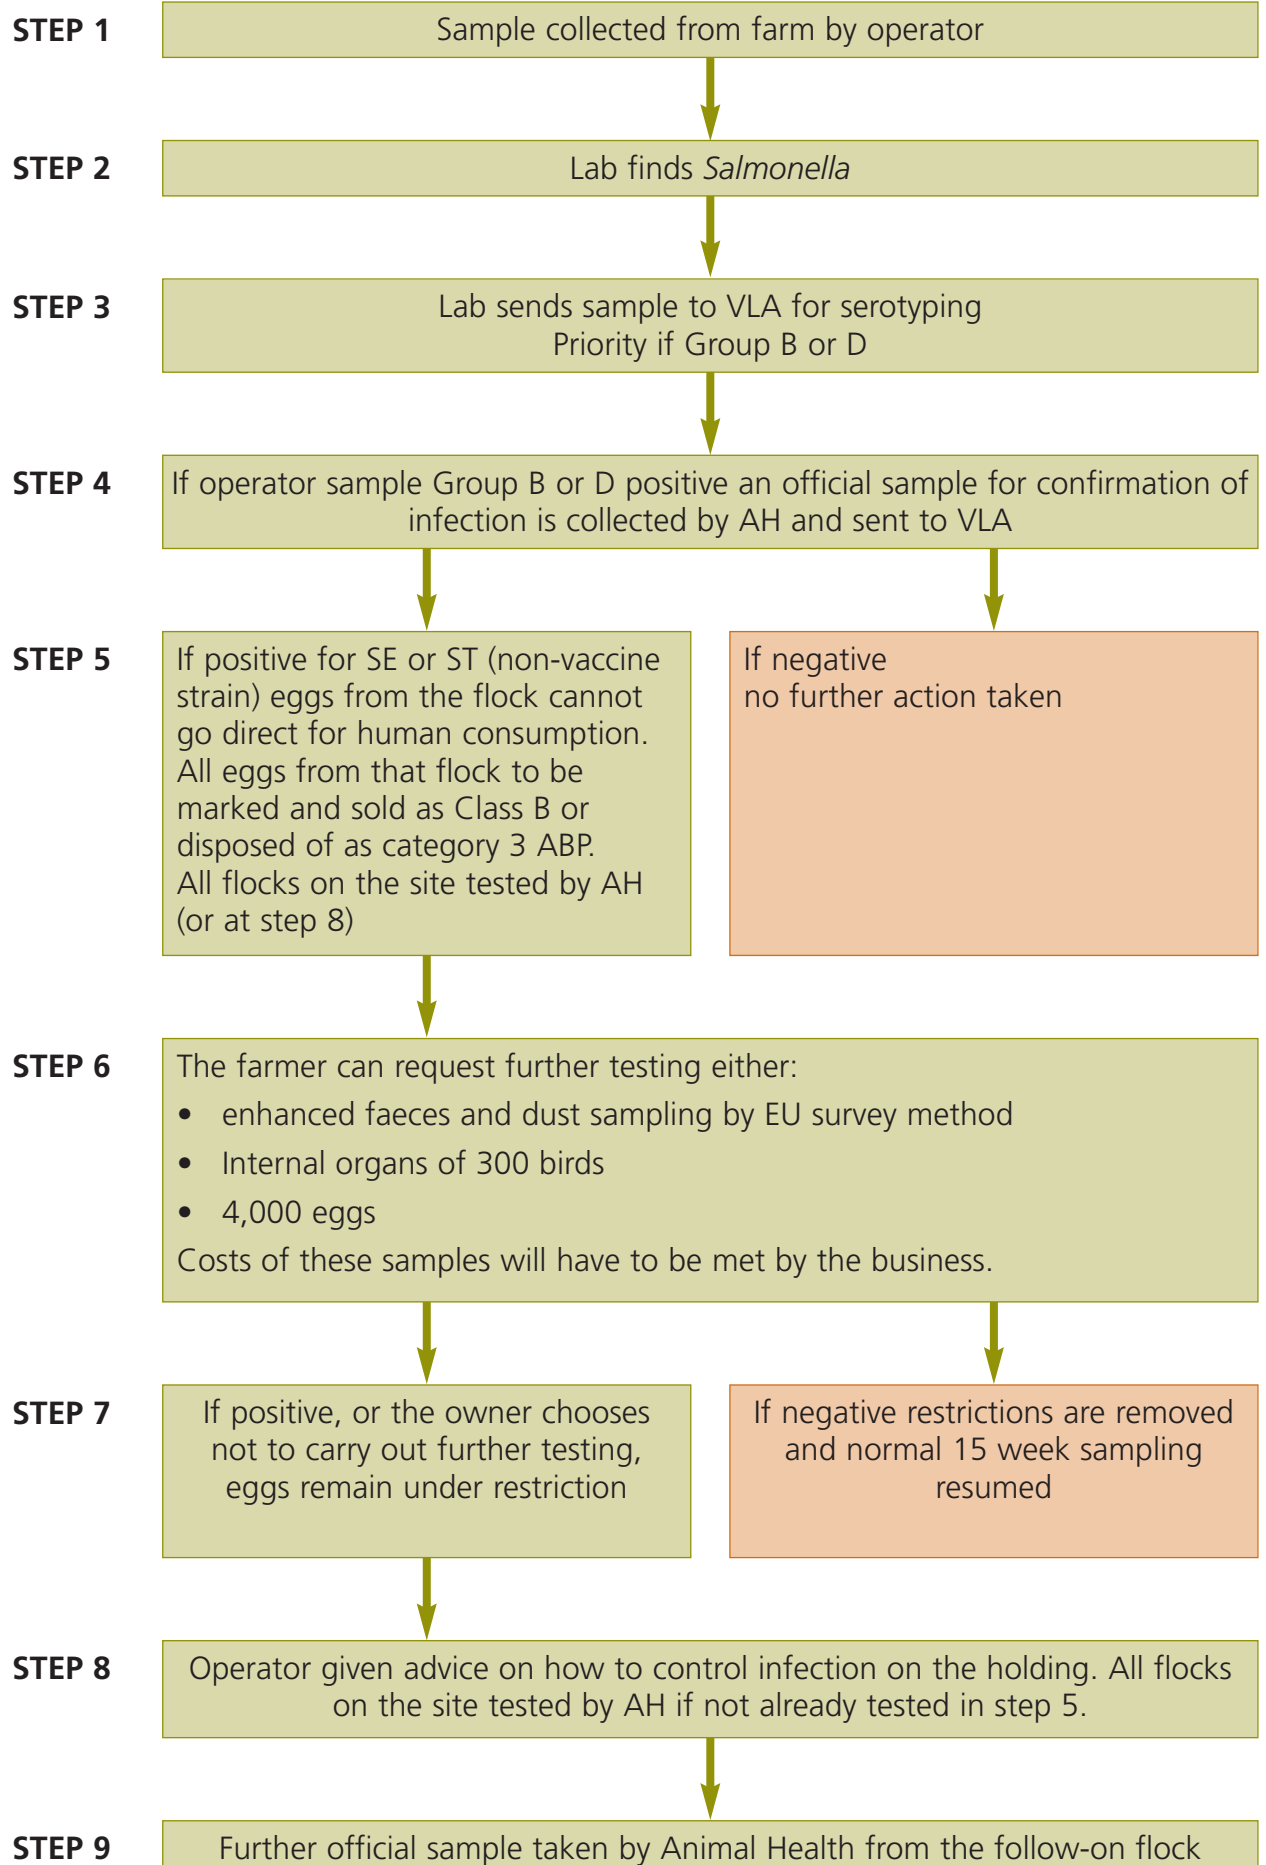 STEP 1
Sample collected from farm by operator
STEP 2
Lab finds Salmonella
STEP 3
Lab sends sample to VLA for serotyping
Priority if Group B or D
STEP 4
If operator sample Group B or D positive an official sample for confirmation of
infection is collected by AH and sent to VLA
STEP 5
If positive for SE or ST (non-vaccine
strain) eggs from the flock cannot
go direct for human consumption.
All eggs from that flock to be
marked and sold as Class B or
disposed of as category 3 ABP.
All flocks on the site tested by AH
(or at step 8)
If negative
no further action taken
STEP 6
The farmer can request further testing either:
• enhanced faeces and dust sampling by EU survey method
• Internal organs of 300 birds
• 4,000 eggs
Costs of these samples will have to be met by the business.
STEP 7
If positive, or the owner chooses
not to carry out further testing,
eggs remain under restriction
If negative restrictions are removed
and normal 15 week sampling
resumed
STEP 8
Operator given advice on how to control infection on the holding. All flocks
on the site tested by AH if not already tested in step 5.
STEP 9
Further official sample taken by Animal Health from the follow-on flock